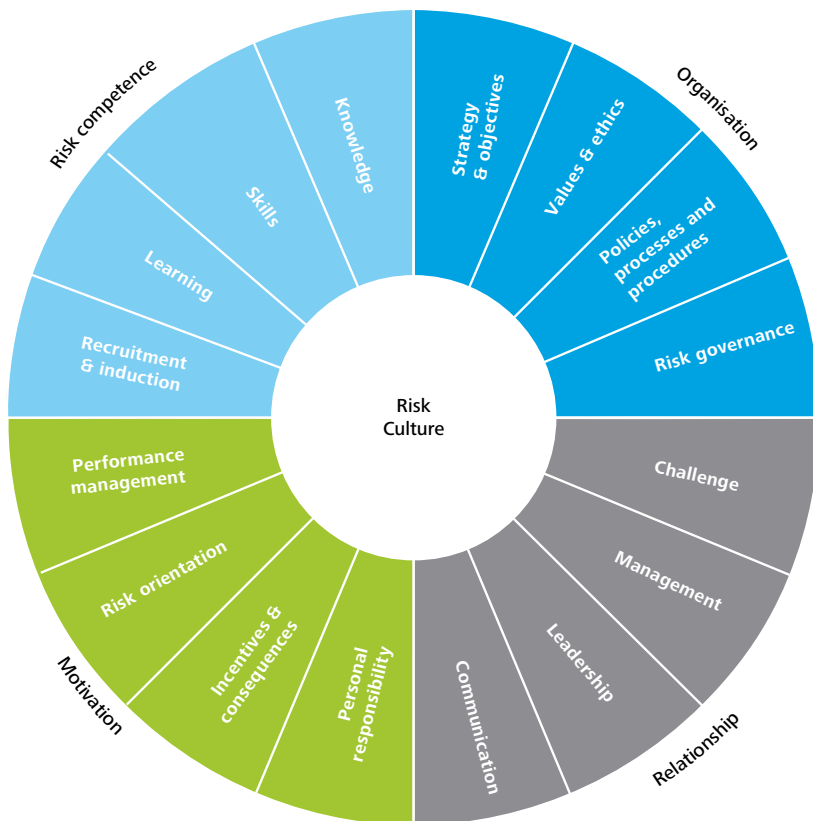 Risk competence
Knowledge
Skills
Learning
Recruitment
& induction
Organisation
Strategy
& objectives
Values & ethics
Policies,
processes and
procedures
Risk governance
Risk
Culture
Performance
management
Risk orientation
Incentives &
consequences
Personal
responsibility
Motivation
Challenge
Management
Leadership
Communication
Relationship